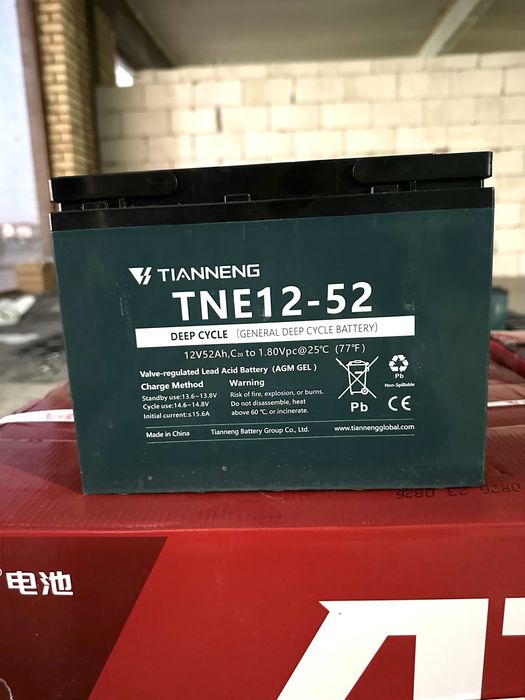 TIANNENG
TNE12-52
DEEP CYCLE (GENERAL DEEP CYCLE BATTERY)
12V52Ah,C₂₀ to 1.80Vpc@25℃ (77℉)
Valve-regulated Lead Acid Battery (AGM GEL )
Charge Method
Standby use:13.6~13.8V
Cycle use:14.6~14.8V
Initial current:≤15.6A
Warning
Risk of fire, explosion, or burns.
Do not disassemble, heat
above 60 ℃, or incinerate.
Pb
Pb
Non-Spillable
CE
Made in China Tianneng Battery Group Co., Ltd. www.tiannengglobal.com
电池